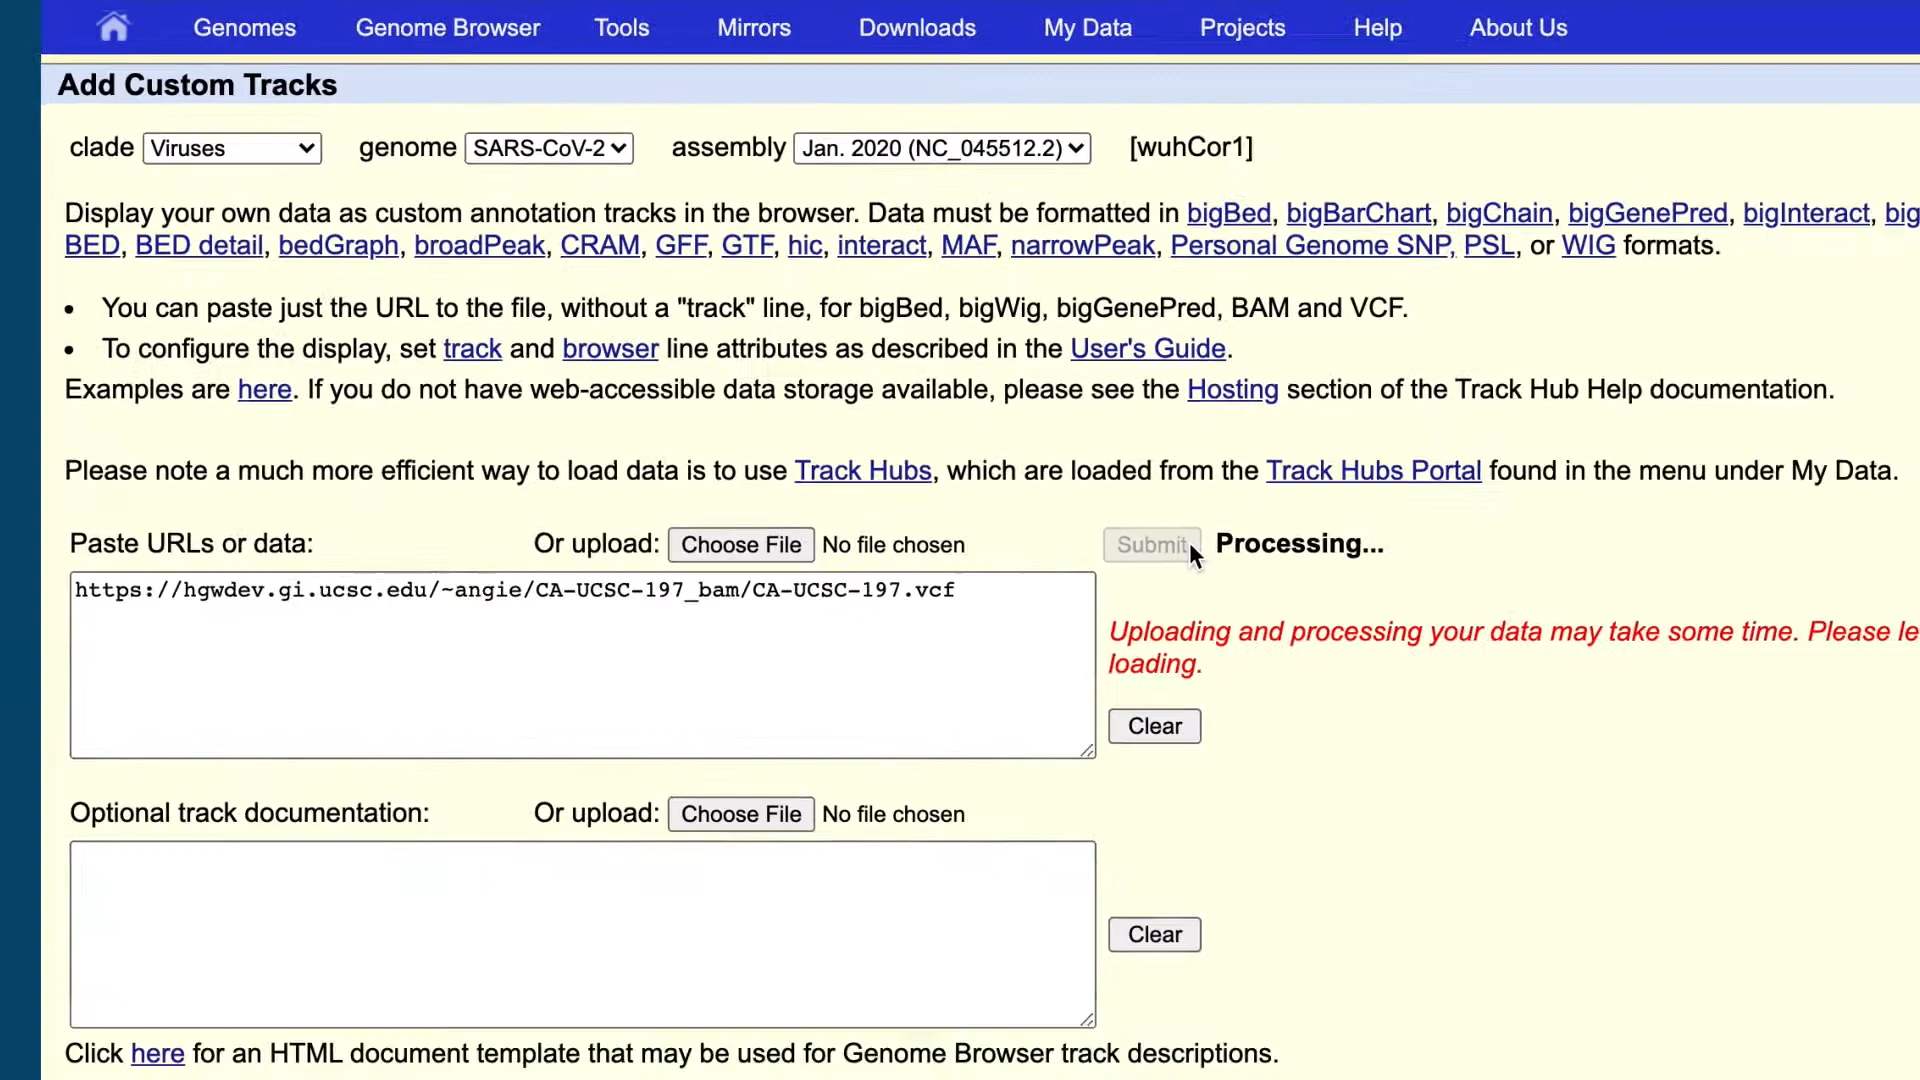 Genomes Genome Browser Tools Mirrors Downloads My Data Projects Help About Us
Add Custom Tracks
clade Viruses genome SARS-CoV-2 assembly Jan. 2020 (NC_045512.2) [wuhCor1]
Display your own data as custom annotation tracks in the browser. Data must be formatted in bigBed, bigBarChart, bigChain, bigGenePred, bigInteract, big
BED, BED detail, bedGraph, broadPeak, CRAM, GFF, GTF, hic, interact, MAF, narrowPeak, Personal Genome SNP, PSL, or WIG formats.
• You can paste just the URL to the file, without a "track" line, for bigBed, bigWig, bigGenePred, BAM and VCF.
• To configure the display, set track and browser line attributes as described in the User's Guide.
Examples are here. If you do not have web-accessible data storage available, please see the Hosting section of the Track Hub Help documentation.
Please note a much more efficient way to load data is to use Track Hubs, which are loaded from the Track Hubs Portal found in the menu under My Data.
Paste URLs or data: Or upload: Choose File No file chosen Submit Processing...
https://hgwdev.gi.ucsc.edu/~angie/CA-UCSC-197_bam/CA-UCSC-197.vcf
Uploading and processing your data may take some time. Please le
loading.
Clear
Optional track documentation: Or upload: Choose File No file chosen
Clear
Click here for an HTML document template that may be used for Genome Browser track descriptions.